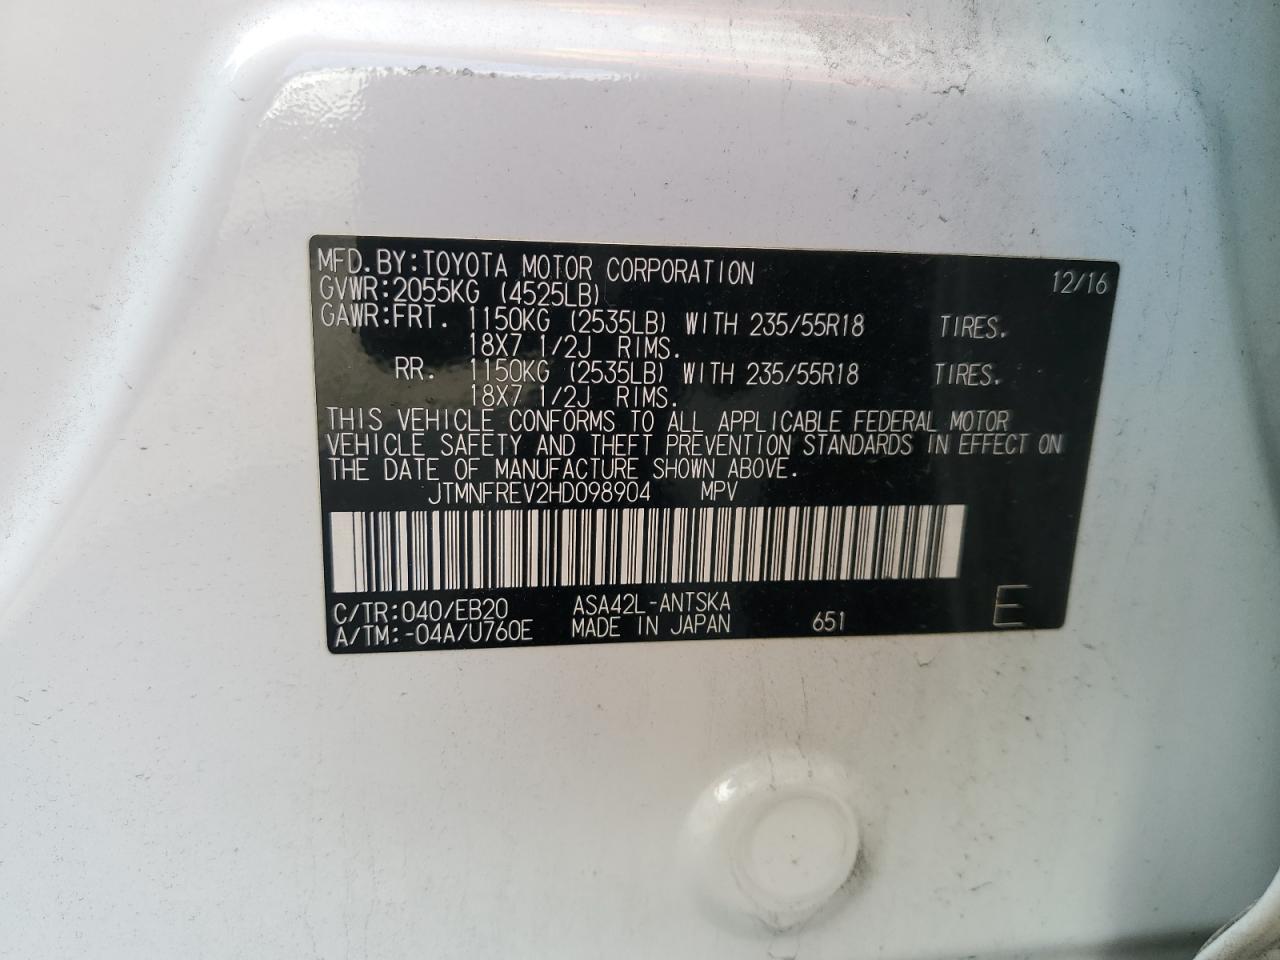 MFD.BY:TOYOTA MOTOR CORPORATION 12/16
GVWR:2055KG (4525LB)
GAWR:FRT. 1150KG (2535LB) WITH 235/55R18 TIRES.
18X7 1/2J RIMS.
RR. 1150KG (2535LB) WITH 235/55R18 TIRES.
18X7 1/2J RIMS.
THIS VEHICLE CONFORMS TO ALL APPLICABLE FEDERAL MOTOR
VEHICLE SAFETY AND THEFT PREVENTION STANDARDS IN EFFECT ON
THE DATE OF MANUFACTURE SHOWN ABOVE.
JTMNFREV2HD098904 MPV
C/TR:040/EB20 ASA42L-ANTSKA
A/TM:-04A/U760E MADE IN JAPAN 651 E